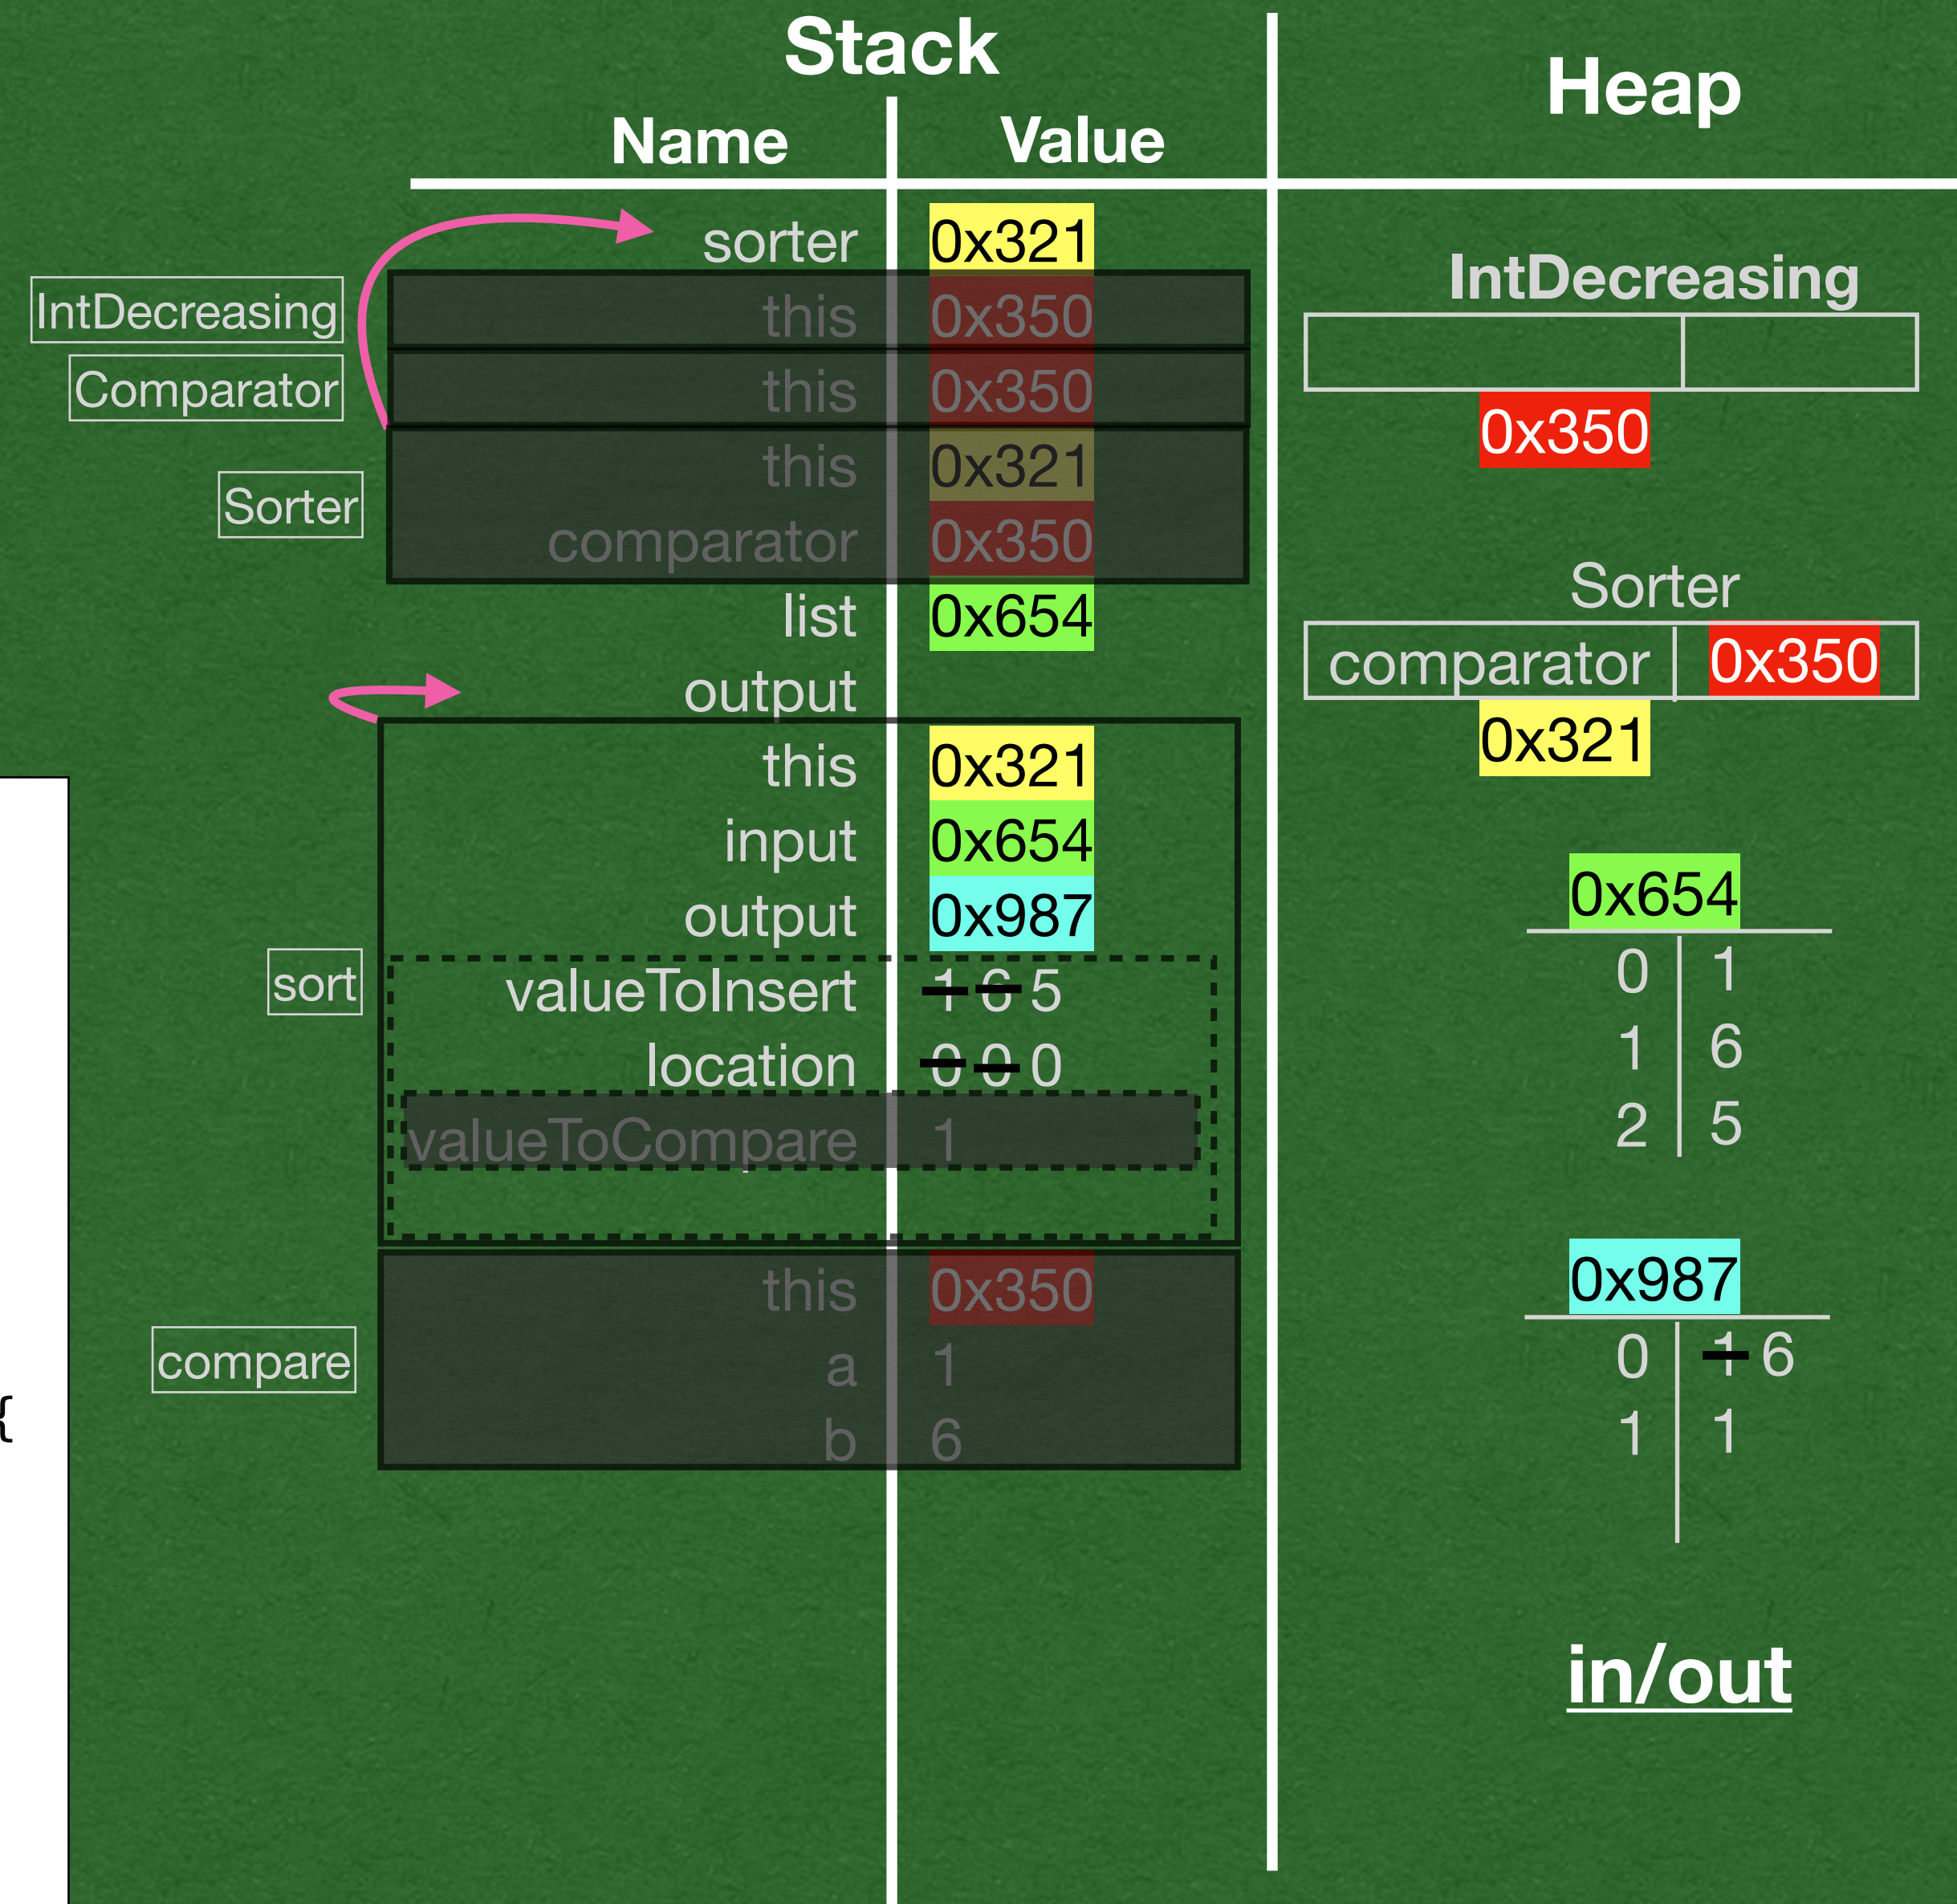 Stack
Heap
Name Value
sorter 0x321
IntDecreasing this 0x350
Comparator this 0x350
Sorter this 0x321
comparator 0x350
list 0x654
output
this 0x321
input 0x654
output 0x987
sort valueToInsert 1 6 5
location 0 0 0
valueToCompare 1
this 0x350
compare a 1
b 6
{
IntDecreasing
0x350
Sorter
comparator 0x350
0x321
0x654
0 1
1 6
2 5
0x987
0 1 6
1 1
in/out